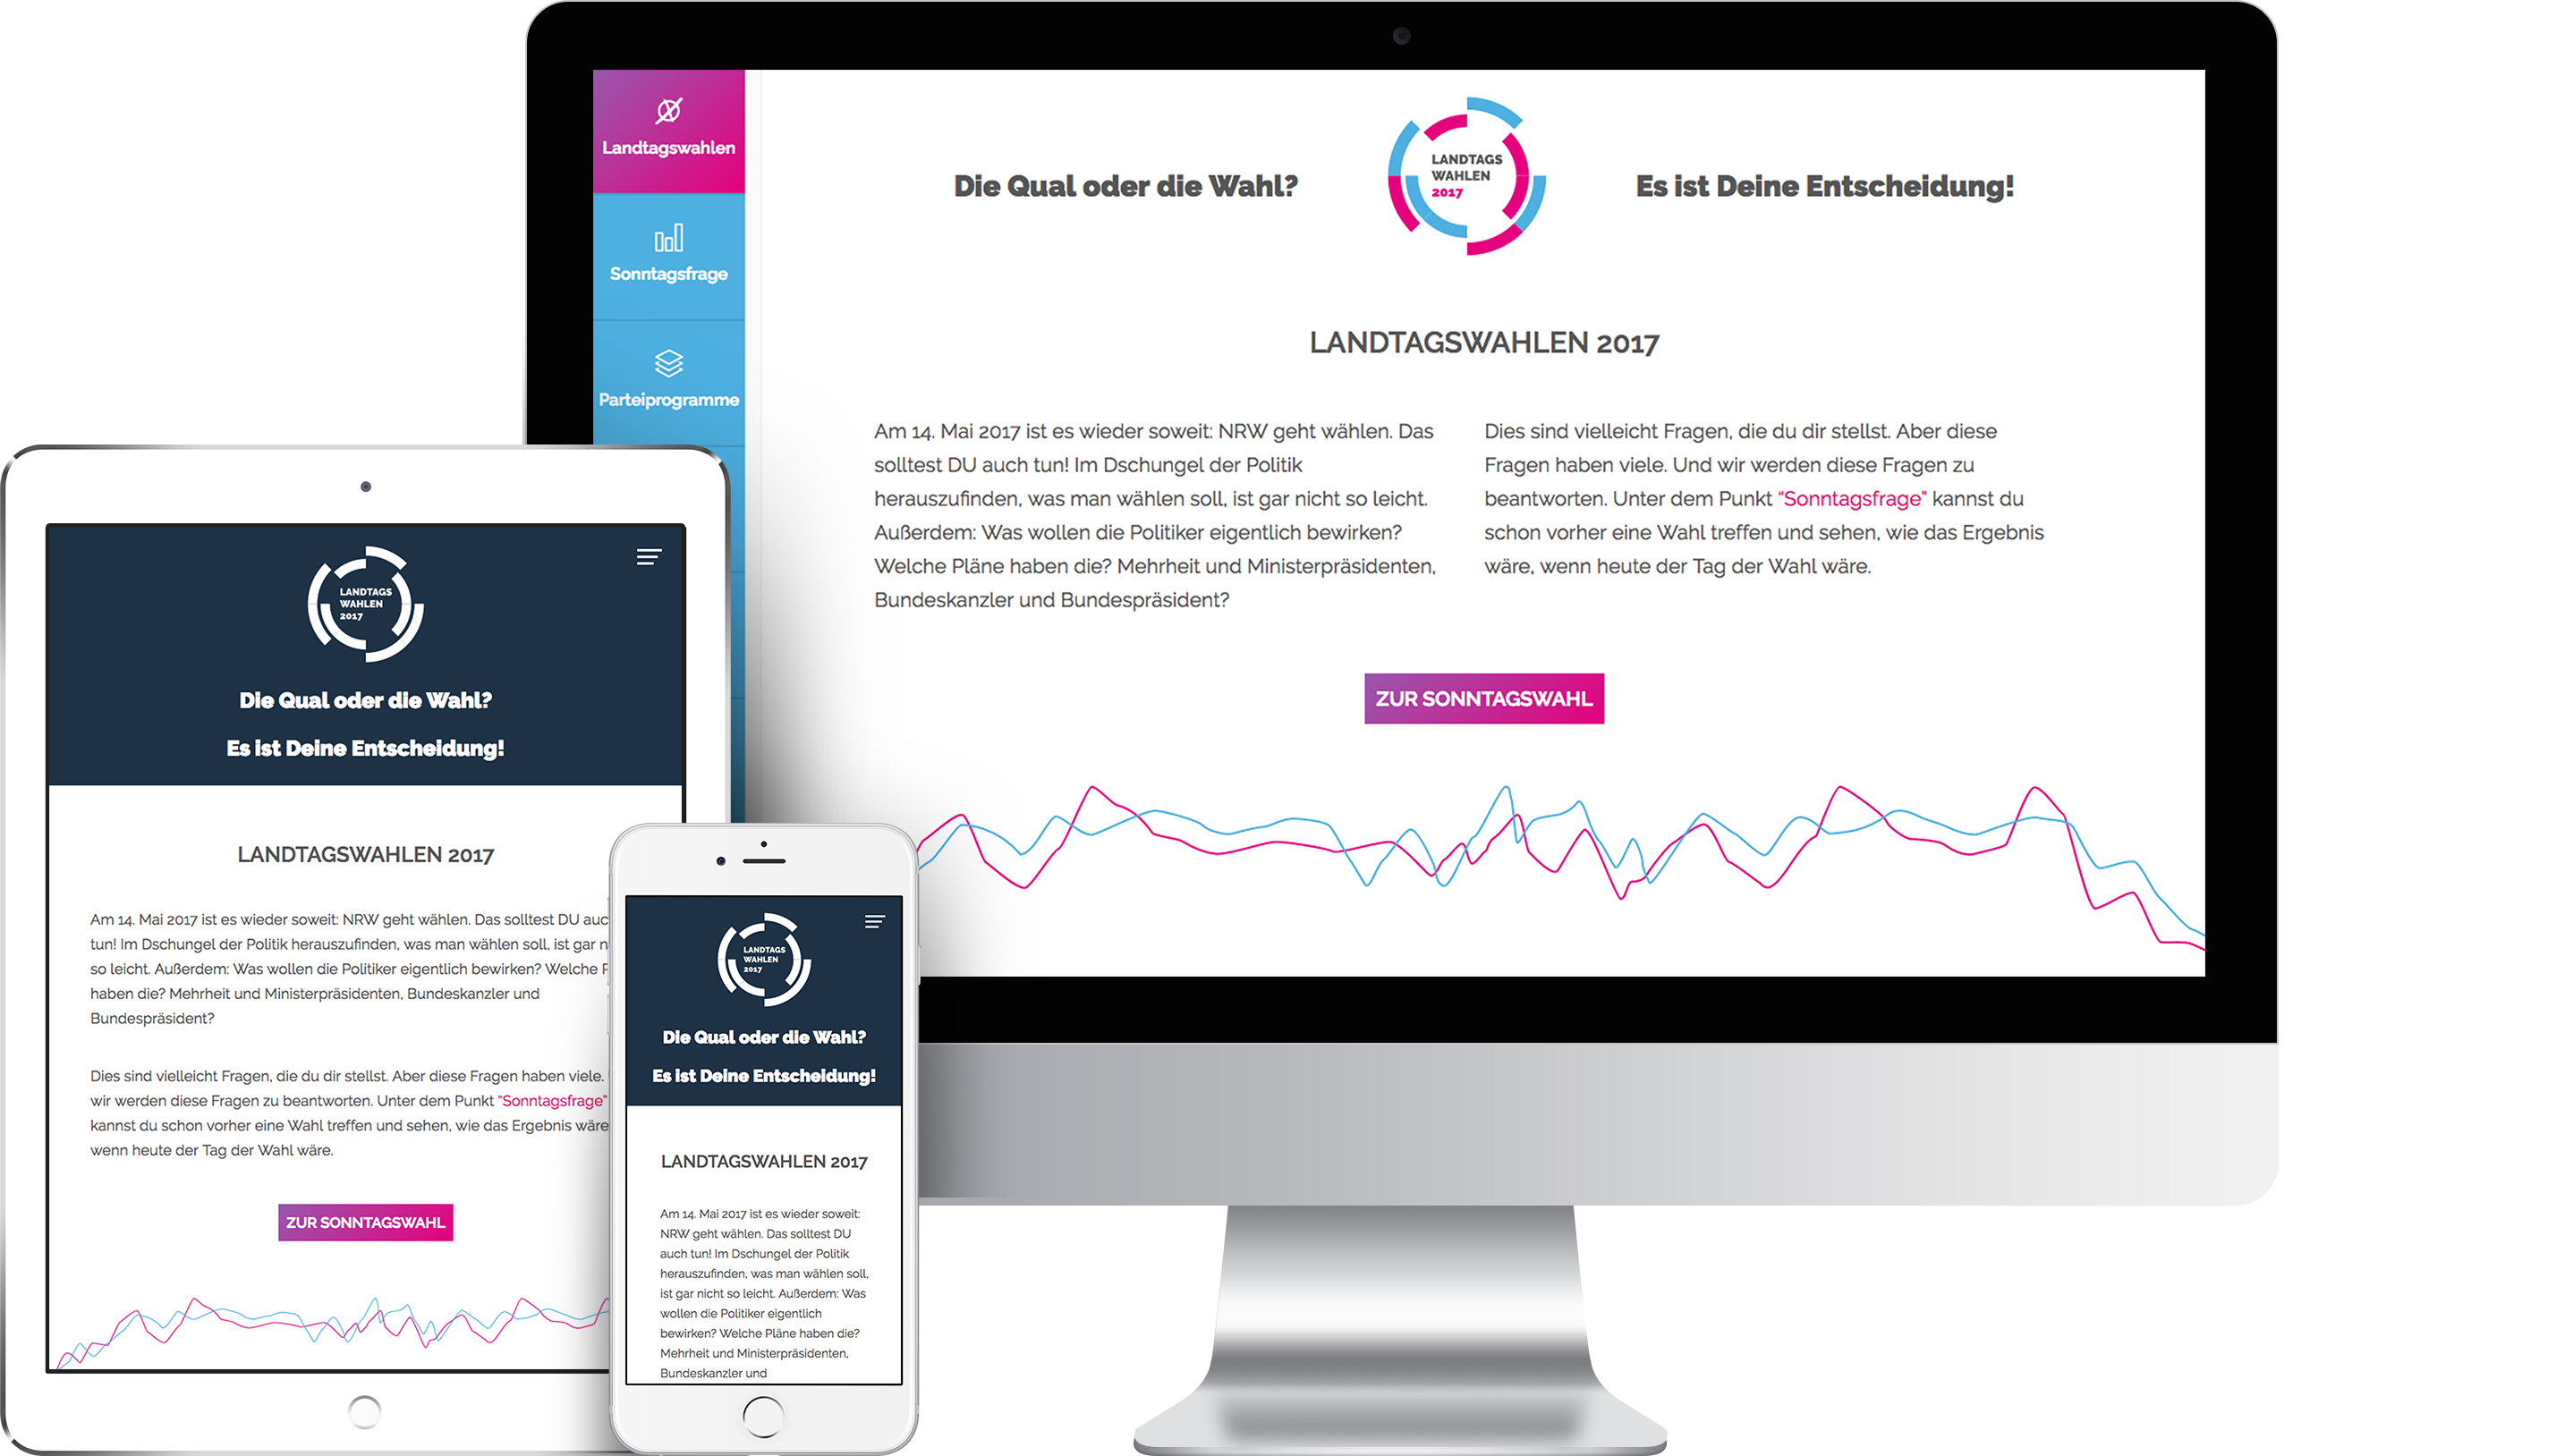 Landtagswahlen
Sonntagsfrage
Parteiprogramme
Die Qual oder die Wahl?
LANDTAGS
WAHLEN
2017
Es ist Deine Entscheidung!
LANDTAGSWAHLEN 2017
Am 14. Mai 2017 ist es wieder soweit: NRW geht wählen. Das
solltest DU auch tun! Im Dschungel der Politik
herauszufinden, was man wählen soll, ist gar nicht so leicht.
Außerdem: Was wollen die Politiker eigentlich bewirken?
Welche Pläne haben die? Mehrheit und Ministerpräsidenten,
Bundeskanzler und Bundespräsident?
Dies sind vielleicht Fragen, die du dir stellst. Aber diese
Fragen haben viele. Und wir werden diese Fragen zu
beantworten. Unter dem Punkt “Sonntagsfrage” kannst du
schon vorher eine Wahl treffen und sehen, wie das Ergebnis
wäre, wenn heute der Tag der Wahl wäre.
ZUR SONNTAGSWAHL
LANDTAGS
WAHLEN
2017
Die Qual oder die Wahl?
Es ist Deine Entscheidung!
LANDTAGSWAHLEN 2017
Am 14. Mai 2017 ist es wieder soweit: NRW geht wählen. Das solltest DU
tun! Im Dschungel der Politik herauszufinden, was man wählen soll, ist gar
so leicht. Außerdem: Was wollen die Politiker eigentlich bewirken? Welche
haben die? Mehrheit und Ministerpräsidenten, Bundeskanzler und
Bundespräsident?
Dies sind vielleicht Fragen, die du dir stellst. Aber diese Fragen haben viele.
wir werden diese Fragen zu beantworten. Unter dem Punkt “Sonntagsfrage”
kannst du schon vorher eine Wahl treffen und sehen, wie das Ergebnis wäre
wenn heute der Tag der Wahl wäre.
ZUR SONNTAGSWAHL
LANDTAGS
WAHLEN
2017
Die Qual oder die Wahl?
Es ist Deine Entscheidung!
LANDTAGSWAHLEN 2017
Am 14. Mai 2017 ist es wieder soweit:
NRW geht wählen. Das solltest DU
auch tun! Im Dschungel der Politik
herauszufinden, was man wählen soll,
ist gar nicht so leicht. Außerdem: Was
wollen die Politiker eigentlich
bewirken? Welche Pläne haben die?
Mehrheit und Ministerpräsidenten,
Bundeskanzler und